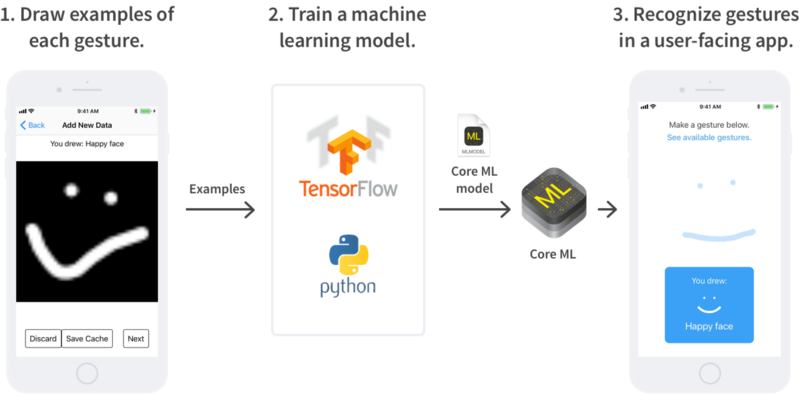 1. Draw examples of
each gesture.
2. Train a machine
learning model.
3. Recognize gestures
in a user-facing app.
9:41 AM
Back
Add New Data
You drew: Happy face
Discard
Save Cache
Next
Examples
TensorFlow
python
MLMODEL
ML
Core ML
model
ML
Core ML
9:41 AM
Make a gesture below.
See available gestures.
You drew:
Happy face